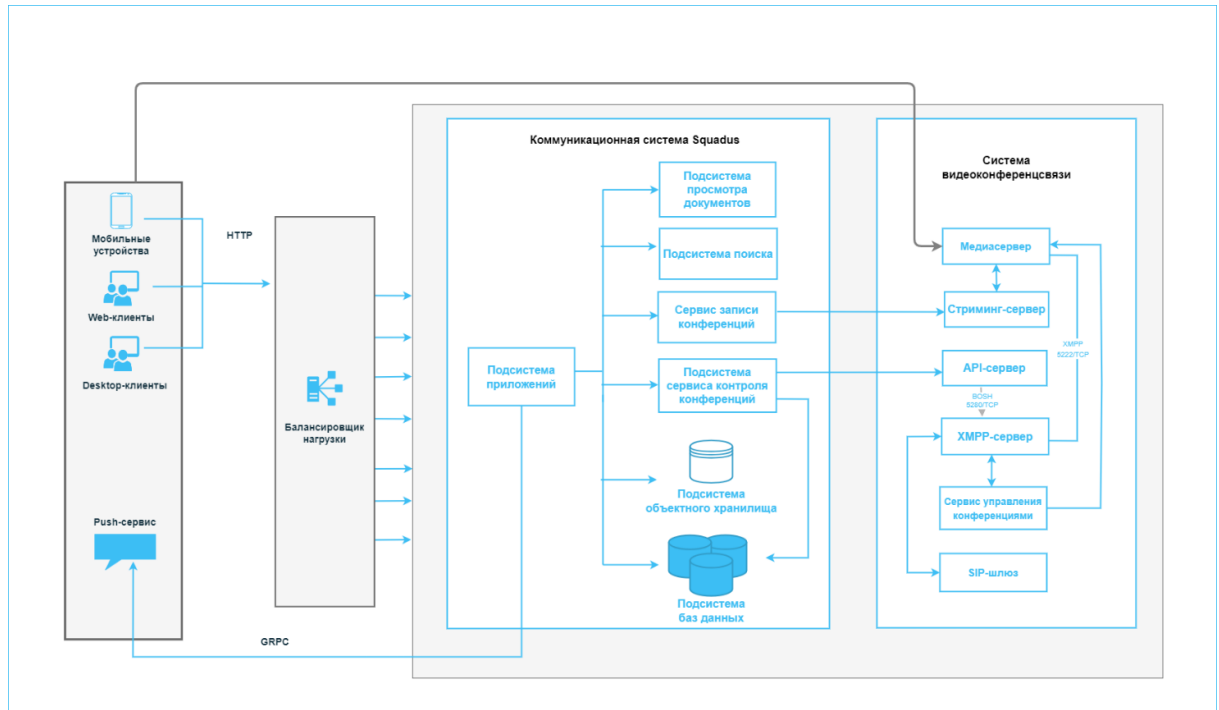 Коммуникационная система Squadus
Система
видеоконференцсвязи
Мобильные
устройства
Web-клиенты
Desktop-клиенты
Push-сервис
HTTP
GRPC
Балансировщик
нагрузки
Подсистема
приложений
Подсистема
просмотра
документов
Подсистема поиска
Сервис записи
конференций
Подсистема
сервиса контроля
конференций
Подсистема
объектного хранилища
Подсистема
баз данных
Медиасервер
Стриминг-сервер
XMPP
5222/TCP
API-сервер
BOSH
5280/TCP
XMPP-сервер
Сервис управления
конференциями
SIP-шлюз